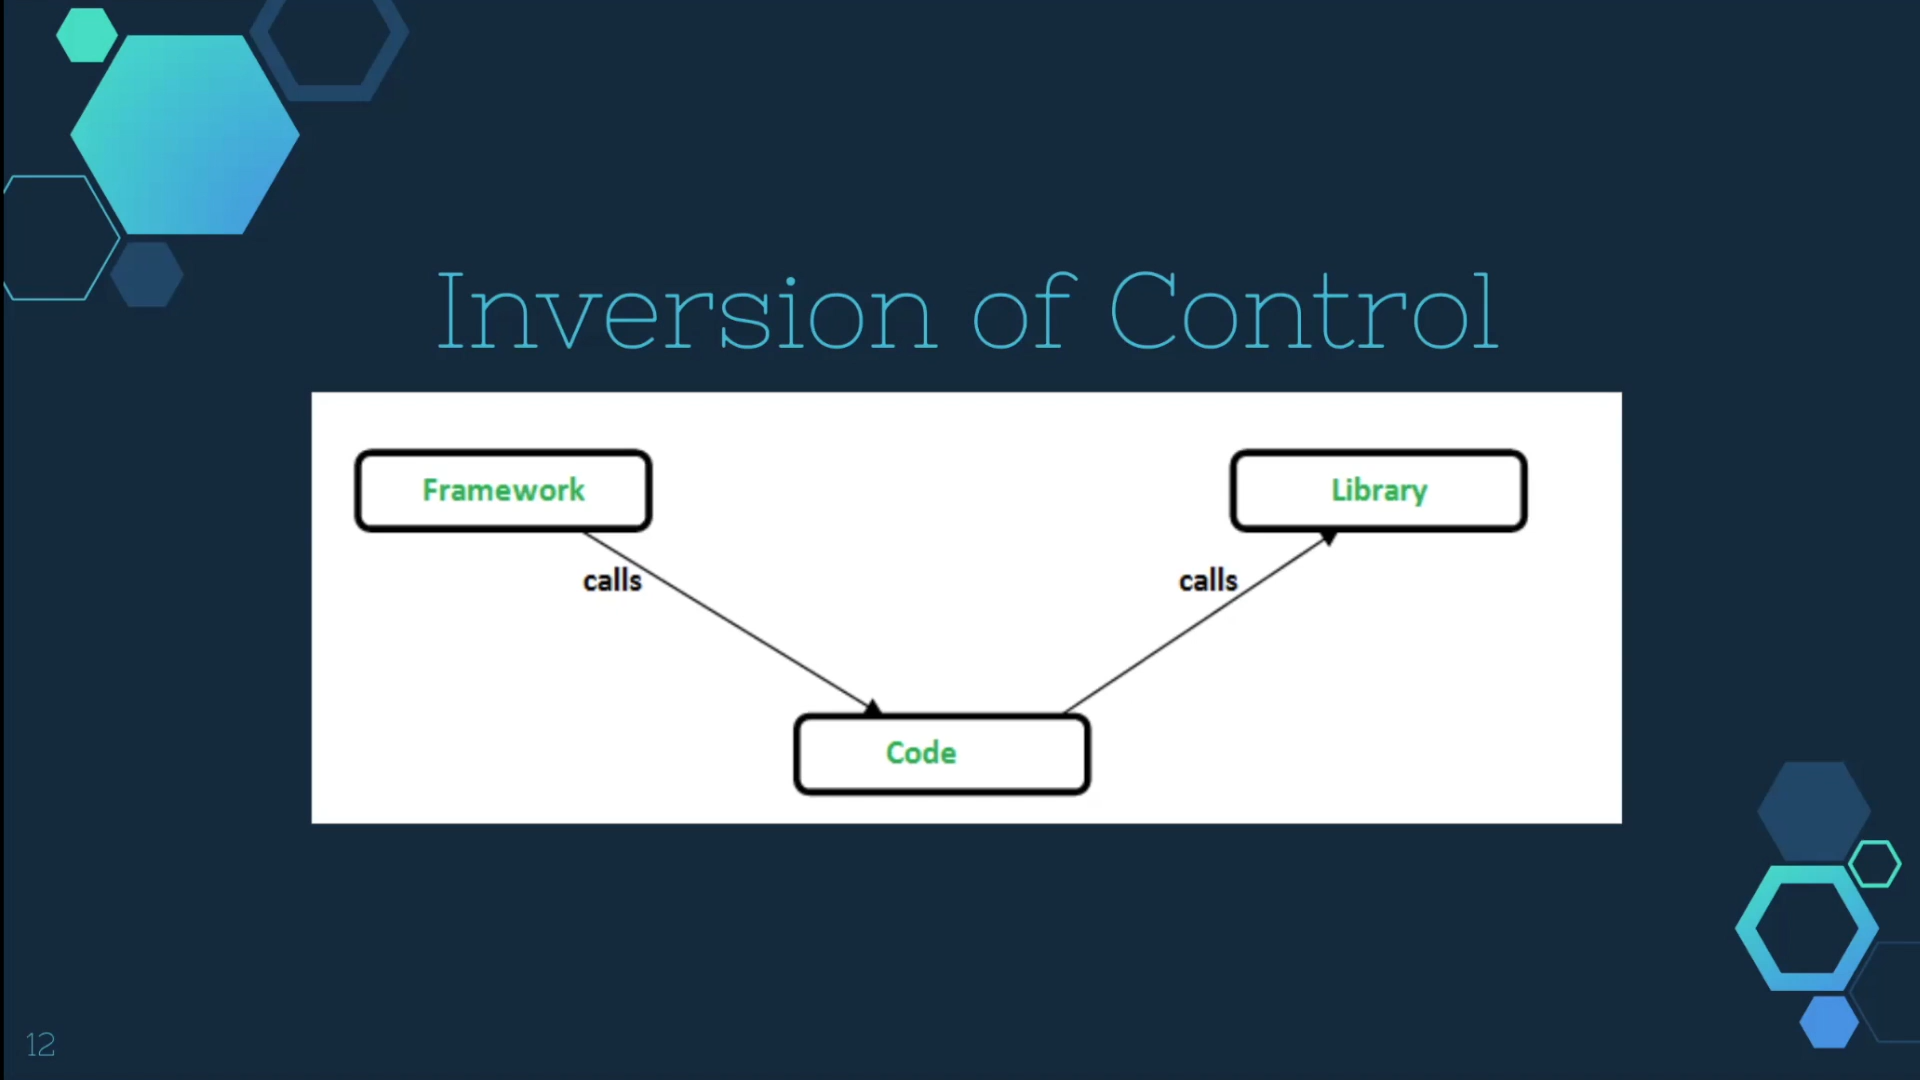 Inversion of Control
Framework
Library
calls
calls
Code
12